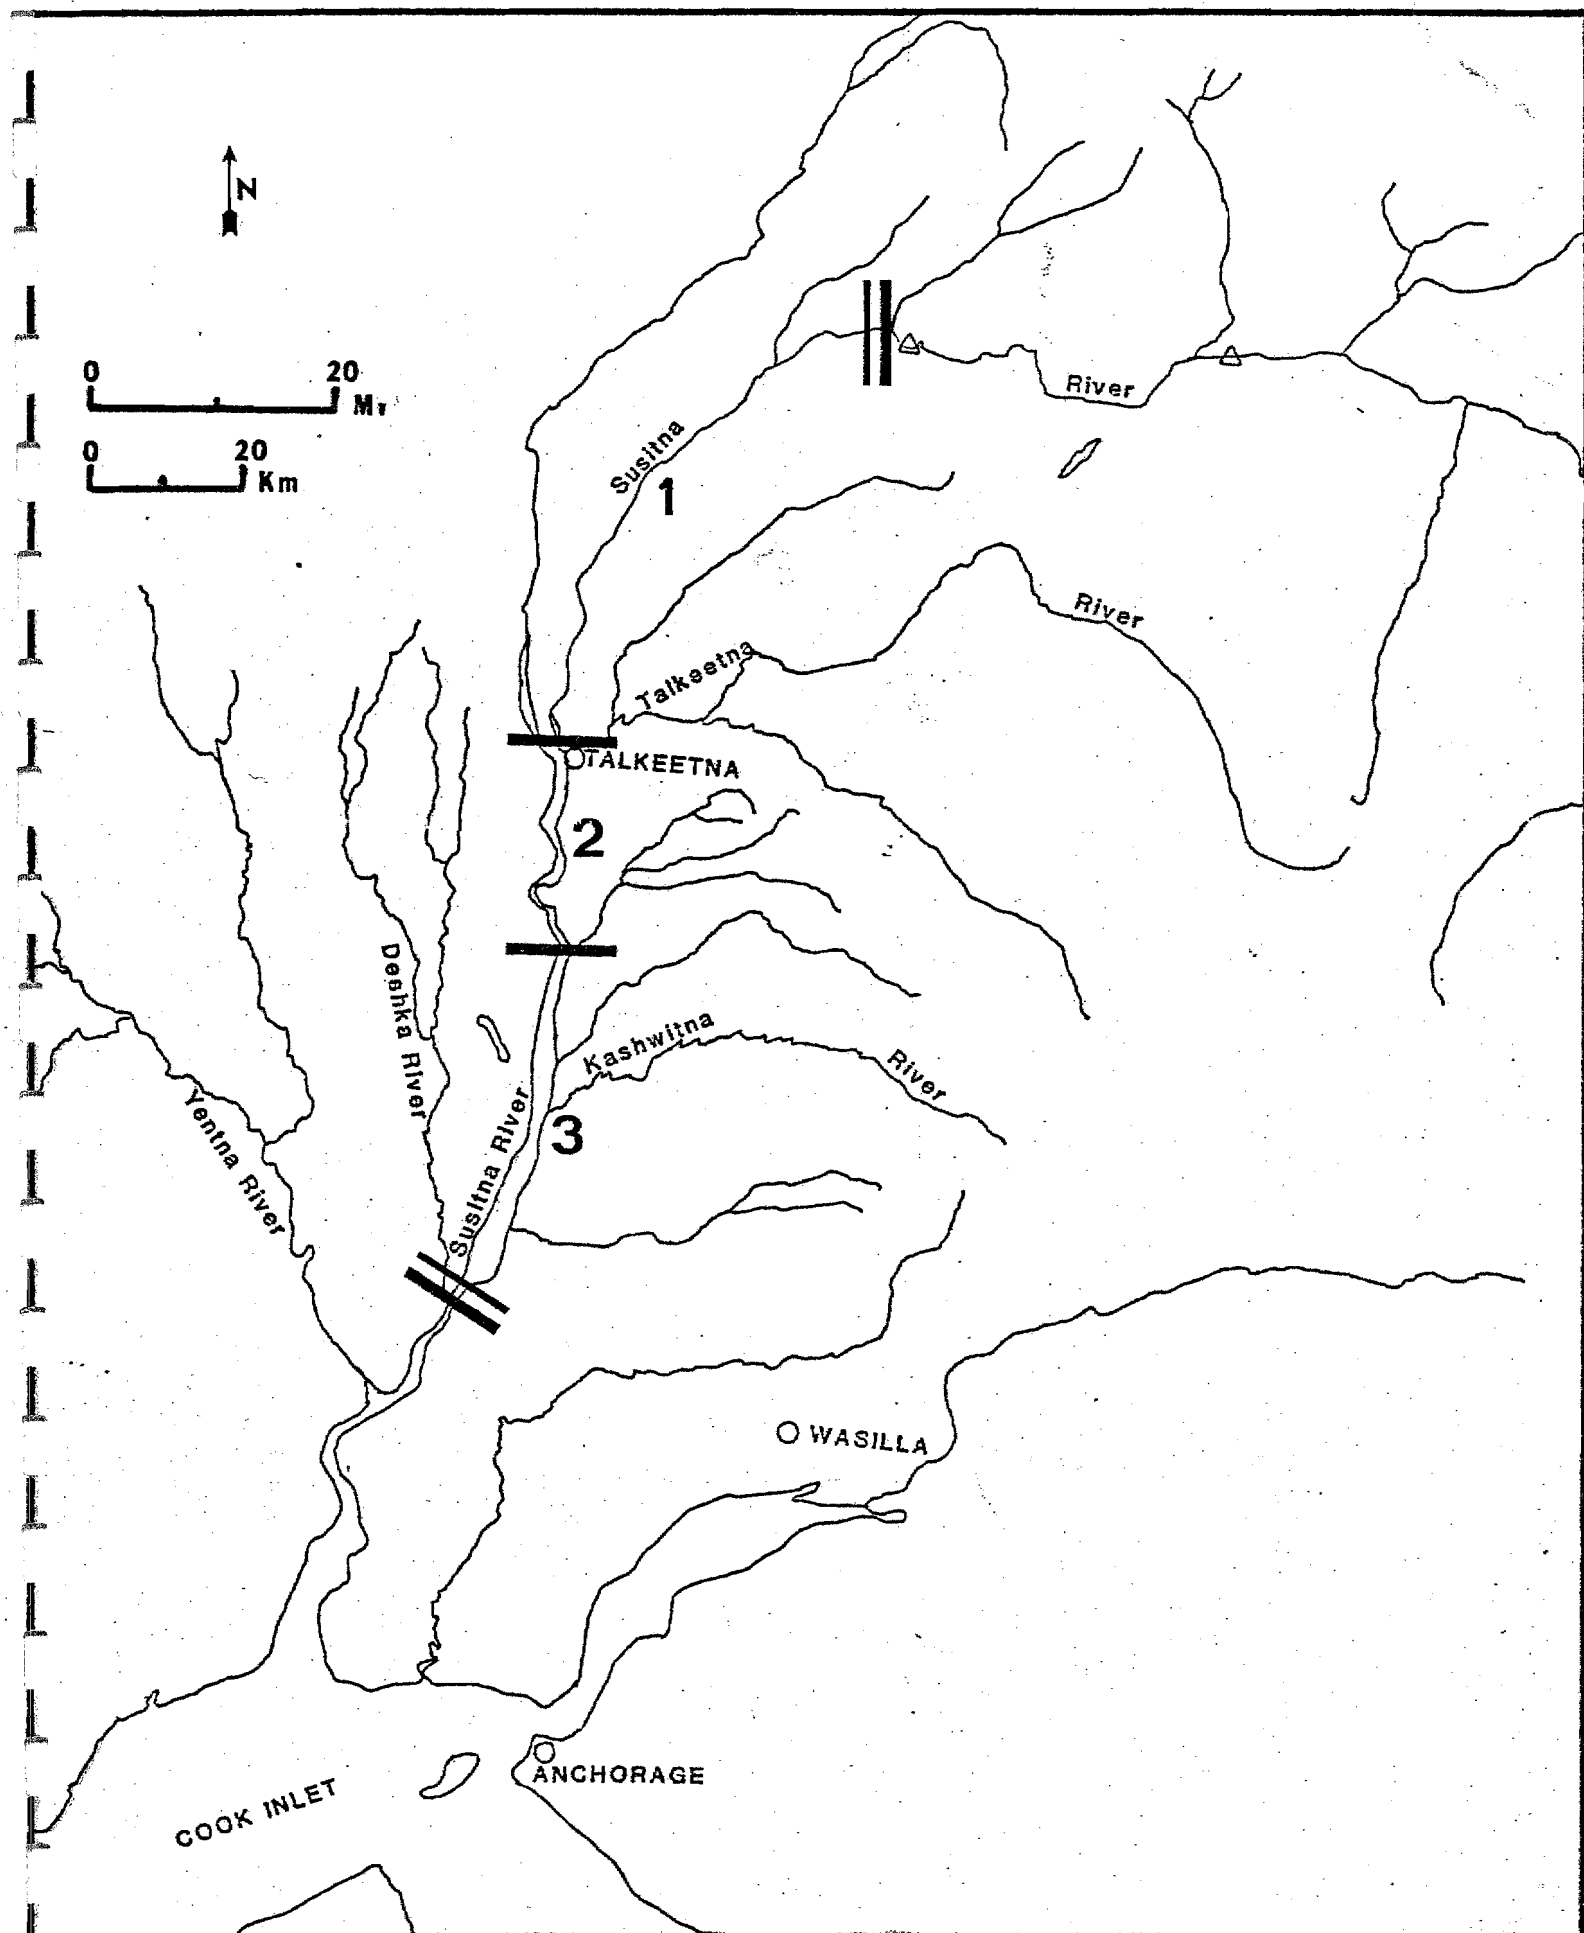 N
0 20
Mi
0 20
Km
River
Susitna
1
River
Talkeetna
TALKEETNA
2
Deshka River
Kashwitna
River
Yentna River
Susitna River
3
WASILLA
ANCHORAGE
COOK INLET